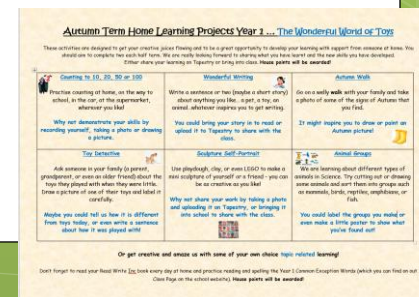 Autumn Term Home Learning Projects Year 1 ... The Wonderful World of Toys
These activities are designed to get your creative juices flowing and to be a great opportunity to develop your learning with support from someone at home. You
should aim to complete two each half term. We are really looking forward to sharing what you have learnt and the new skills you have developed.
Either share your learning on Tapestry or bring into class. House points will be awarded!
Counting to 10, 20, 50 or 100
Practise counting at home, on the way to
school, in the car, at the supermarket,
wherever you like!
Why not demonstrate your skills by
recording yourself, taking a photo or drawing
a picture.
Wonderful Writing
Write a sentence or two (maybe a short story)
about anything you like... a pet, a toy, an
animal, whatever inspires you to get writing.
You could bring your story in to read or
upload it to Tapestry to share with the
class.
Autumn Walk
Go on a welly walk with your family and take
a photo of some of the signs of Autumn that
you find.
It might inspire you to draw or paint an
Autumn picture!
Toy Detective
Ask someone in your family (a parent,
grandparent, or even an older friend) about the
toys they played with when they were little.
Draw a picture of one of their toys and label it
carefully.
Maybe you could tell us how it is different
from toys today, or even write a sentence
about how it was played with!
Sculpture Self-Portrait
Use playdough, clay, or even LEGO to make a
mini sculpture of yourself or a friend - you can
be as creative as you like!
Why not share your work by taking a photo
and uploading it on Tapestry, or bringing it
into school to share with the class.
Animal Groups
We are learning about different types of
animals in Science. Try cutting out or drawing
some animals and sort them into groups such
as mammals, birds, reptiles, amphibians, or
fish.
You could label the groups you make or
even make a little poster to show what
you've found out!
Or get creative and amaze us with some of your own choice topic related learning!
Don't forget to read your Read Write Inc book every day at home and practise reading and spelling the Year 1 Common Exception Words (which you can find on our
Class Page on the school website). House points will be awarded!